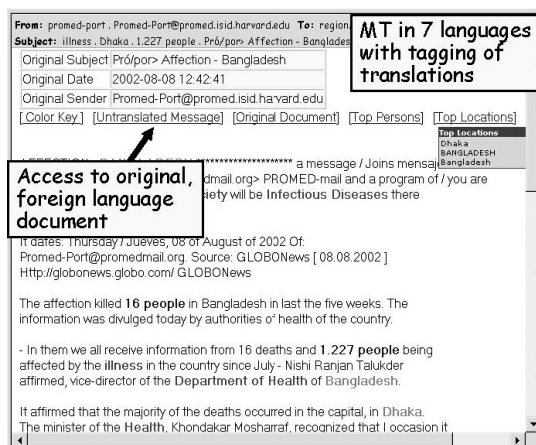 From: promed-port . Promed-Port@promed.isid.harvard.edu To: region.
Subject: illness . Dhaka . 1.227 people . Pró/por> Affection - Banglades
MT in 7 languages
with tagging of
translations
Original Subject Pró/por> Affection - Bangladesh
Original Date 2002-08-08 12:42:41
Original Sender Promed-Port@promed.isid.harvard.edu
[ Color Key ] [Untranslated Message] [Original Document] [Top Persons] [Top Locations]
Top Locations
Dhaka
BANGLADESH
Bangladesh
******************** a message / Joins mensaj
Access to original,
foreign language
document
dmail.org> PROMED-mail and a program of / you are
ciety will be Infectious Diseases there
It dates: Thursday / Jueves, 08 of August of 2002 Of:
Promed-Port@promedmail.org. Source: GLOBONews [ 08.08.2002 ]
Http://globonews.globo.com/ GLOBONews
The affection killed 16 people in Bangladesh in last the five weeks. The
information was divulged today by authorities of health of the country.
- In them we all receive information from 16 deaths and 1.227 people being
affected by the illness in the country since July - Nishi Ranjan Talukder
affirmed, vice-director of the Department of Health of Bangladesh.
It affirmed that the majority of the deaths occurred in the capital, in Dhaka.
The minister of the Health, Khondakar Mosharraf, recognized that I occasion it